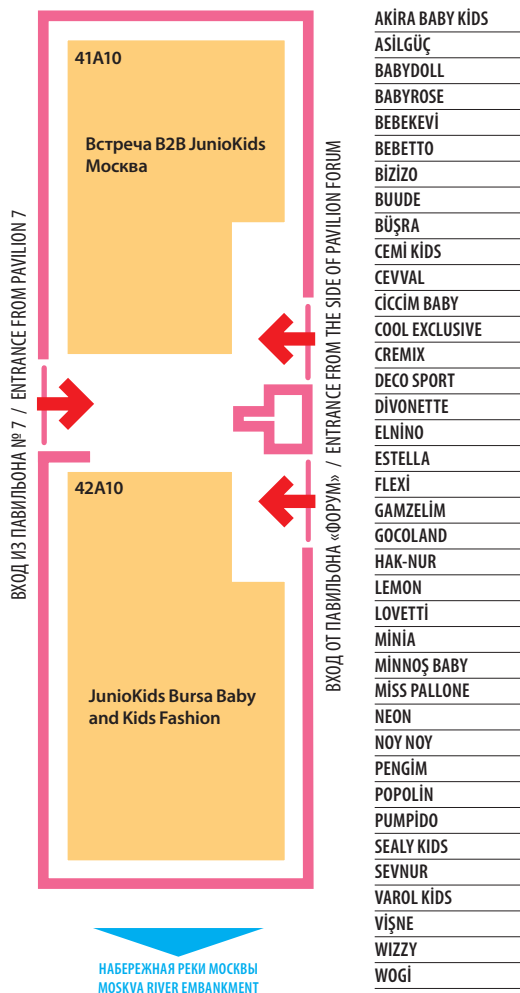 41A10
Встреча B2B JunioKids
Москва
ВХОД ИЗ ПАВИЛЬОНА № 7 / ENTRANCE FROM PAVILION 7
ВХОД ОТ ПАВИЛЬОНА «ФОРУМ» / ENTRANCE FROM THE SIDE OF PAVILION FORUM
42A10
JunioKids Bursa Baby
and Kids Fashion
НАБЕРЕЖНАЯ РЕКИ МОСКВЫ
MOSKVA RIVER EMBANKMENT
AKİRA BABY KİDS
ASİLGÜÇ
BABYDOLL
BABYROSE
BEBEKEVİ
BEBETTO
BİZİZO
BUUDE
BÜŞRA
CEMİ KİDS
CEVVAL
CİCCİM BABY
COOL EXCLUSIVE
CREMIX
DECO SPORT
DİVONETTE
ELNİNO
ESTELLA
FLEXİ
GAMZELİM
GOCOLAND
HAK-NUR
LEMON
LOVETTİ
MİNİA
MİNNOŞ BABY
MİSS PALLONE
NEON
NOY NOY
PENGİM
POPOLİN
PUMPİDO
SEALY KIDS
SEVNUR
VAROL KİDS
VİŞNE
WIZZY
WOGİ